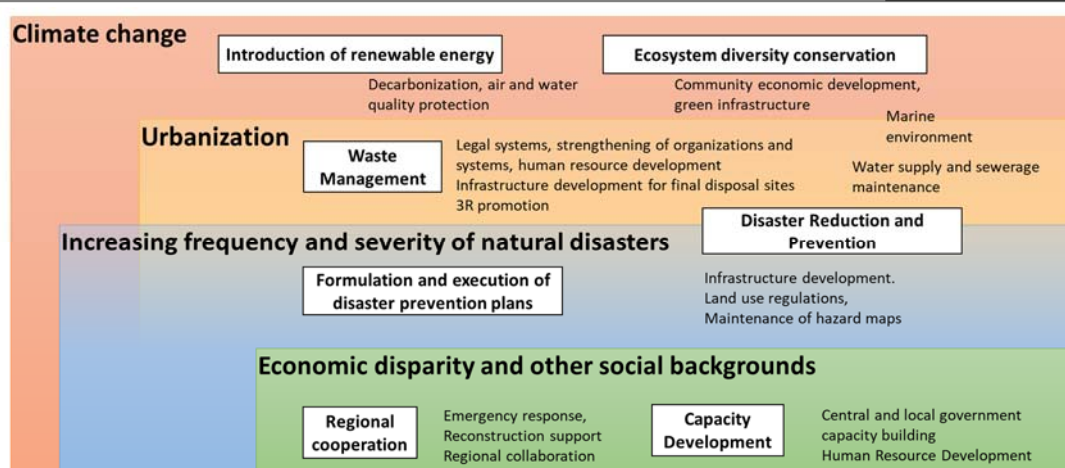 Climate change
Introduction of renewable energy
Ecosystem diversity conservation
Decarbonization, air and water
quality protection
Community economic development,
green infrastructure
Marine
environment
Urbanization
Waste
Management
Legal systems, strengthening of organizations and
systems, human resource development
Infrastructure development for final disposal sites
3R promotion
Water supply and sewerage
maintenance
Disaster Reduction and
Prevention
Increasing frequency and severity of natural disasters
Formulation and execution of
disaster prevention plans
Infrastructure development.
Land use regulations,
Maintenance of hazard maps
Economic disparity and other social backgrounds
Regional
cooperation
Emergency response,
Reconstruction support
Regional collaboration
Capacity
Development
Central and local government
capacity building
Human Resource Development